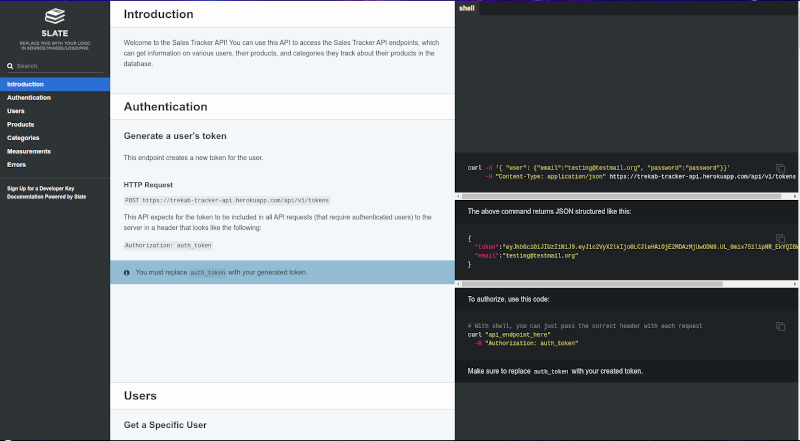 SLATE
REPLACE THIS WITH YOUR LOGO
IN SOURCE/IMAGES/LOGO.PNG
Search
Introduction
Authentication
Users
Products
Categories
Measurements
Errors
Sign Up for a Developer Key
Documentation Powered by Slate
Introduction
Welcome to the Sales Tracker API! You can use this API to access the Sales Tracker API endpoints, which
can get information on various users, their products, and categories they track about their products in the
database.
Authentication
Generate a user's token
This endpoint creates a new token for the user.
HTTP Request
POST https://trekab-tracker-api.herokuapp.com/api/v1/tokens
This API expects for the token to be included in all API requests (that require authenticated users) to the
server in a header that looks like the following:
Authorization: auth_token
You must replace auth_token with your generated token.
Users
Get a Specific User
shell
curl -d '{ "user": {"email":"testing@testmail.org", "password":"password"}}'
-H "Content-Type: application/json" https://trekab-tracker-api.herokuapp.com/api/v1/tokens
The above command returns JSON structured like this:
{
"token":
"email":"testing@testmail.org"
}
To authorize, use this code:
# With shell, you can just pass the correct header with each request
curl "api_endpoint_here"
-H "Authorization: auth_token"
Make sure to replace auth_token with your created token.